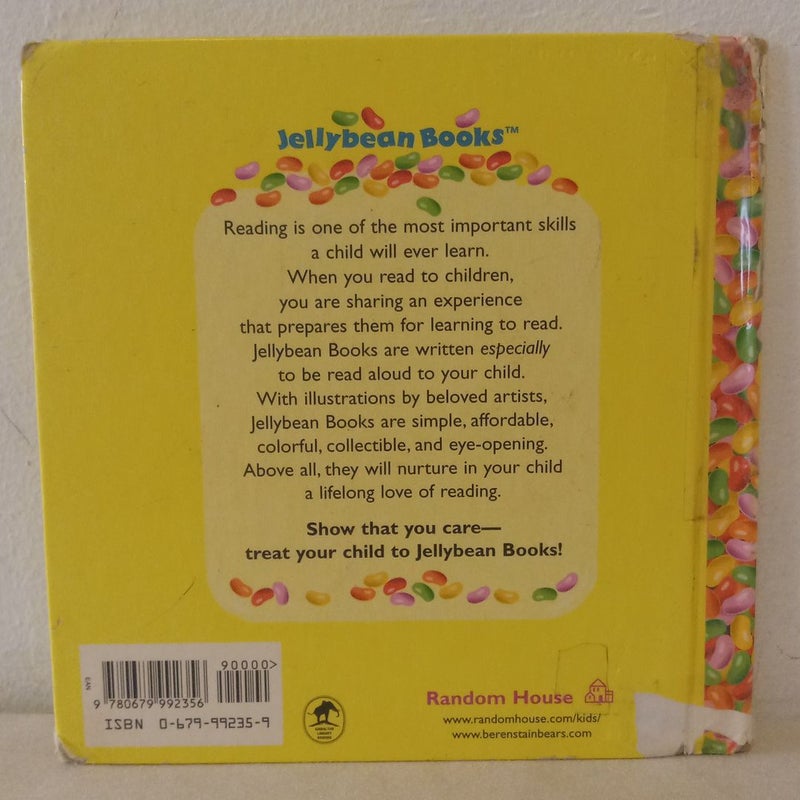 Jellybean Books™
Reading is one of the most important skills
a child will ever learn.
When you read to children,
you are sharing an experience
that prepares them for learning to read.
Jellybean Books are written especially
to be read aloud to your child.
With illustrations by beloved artists,
Jellybean Books are simple, affordable,
colorful, collectible, and eye-opening.
Above all, they will nurture in your child
a lifelong love of reading.
Show that you care—
treat your child to Jellybean Books!
90000>
EAN
9 780679 992356
ISBN 0-679-99235-9
LIBRARY
Random House
www.randomhouse.com/kids/
www.berenstainbears.com